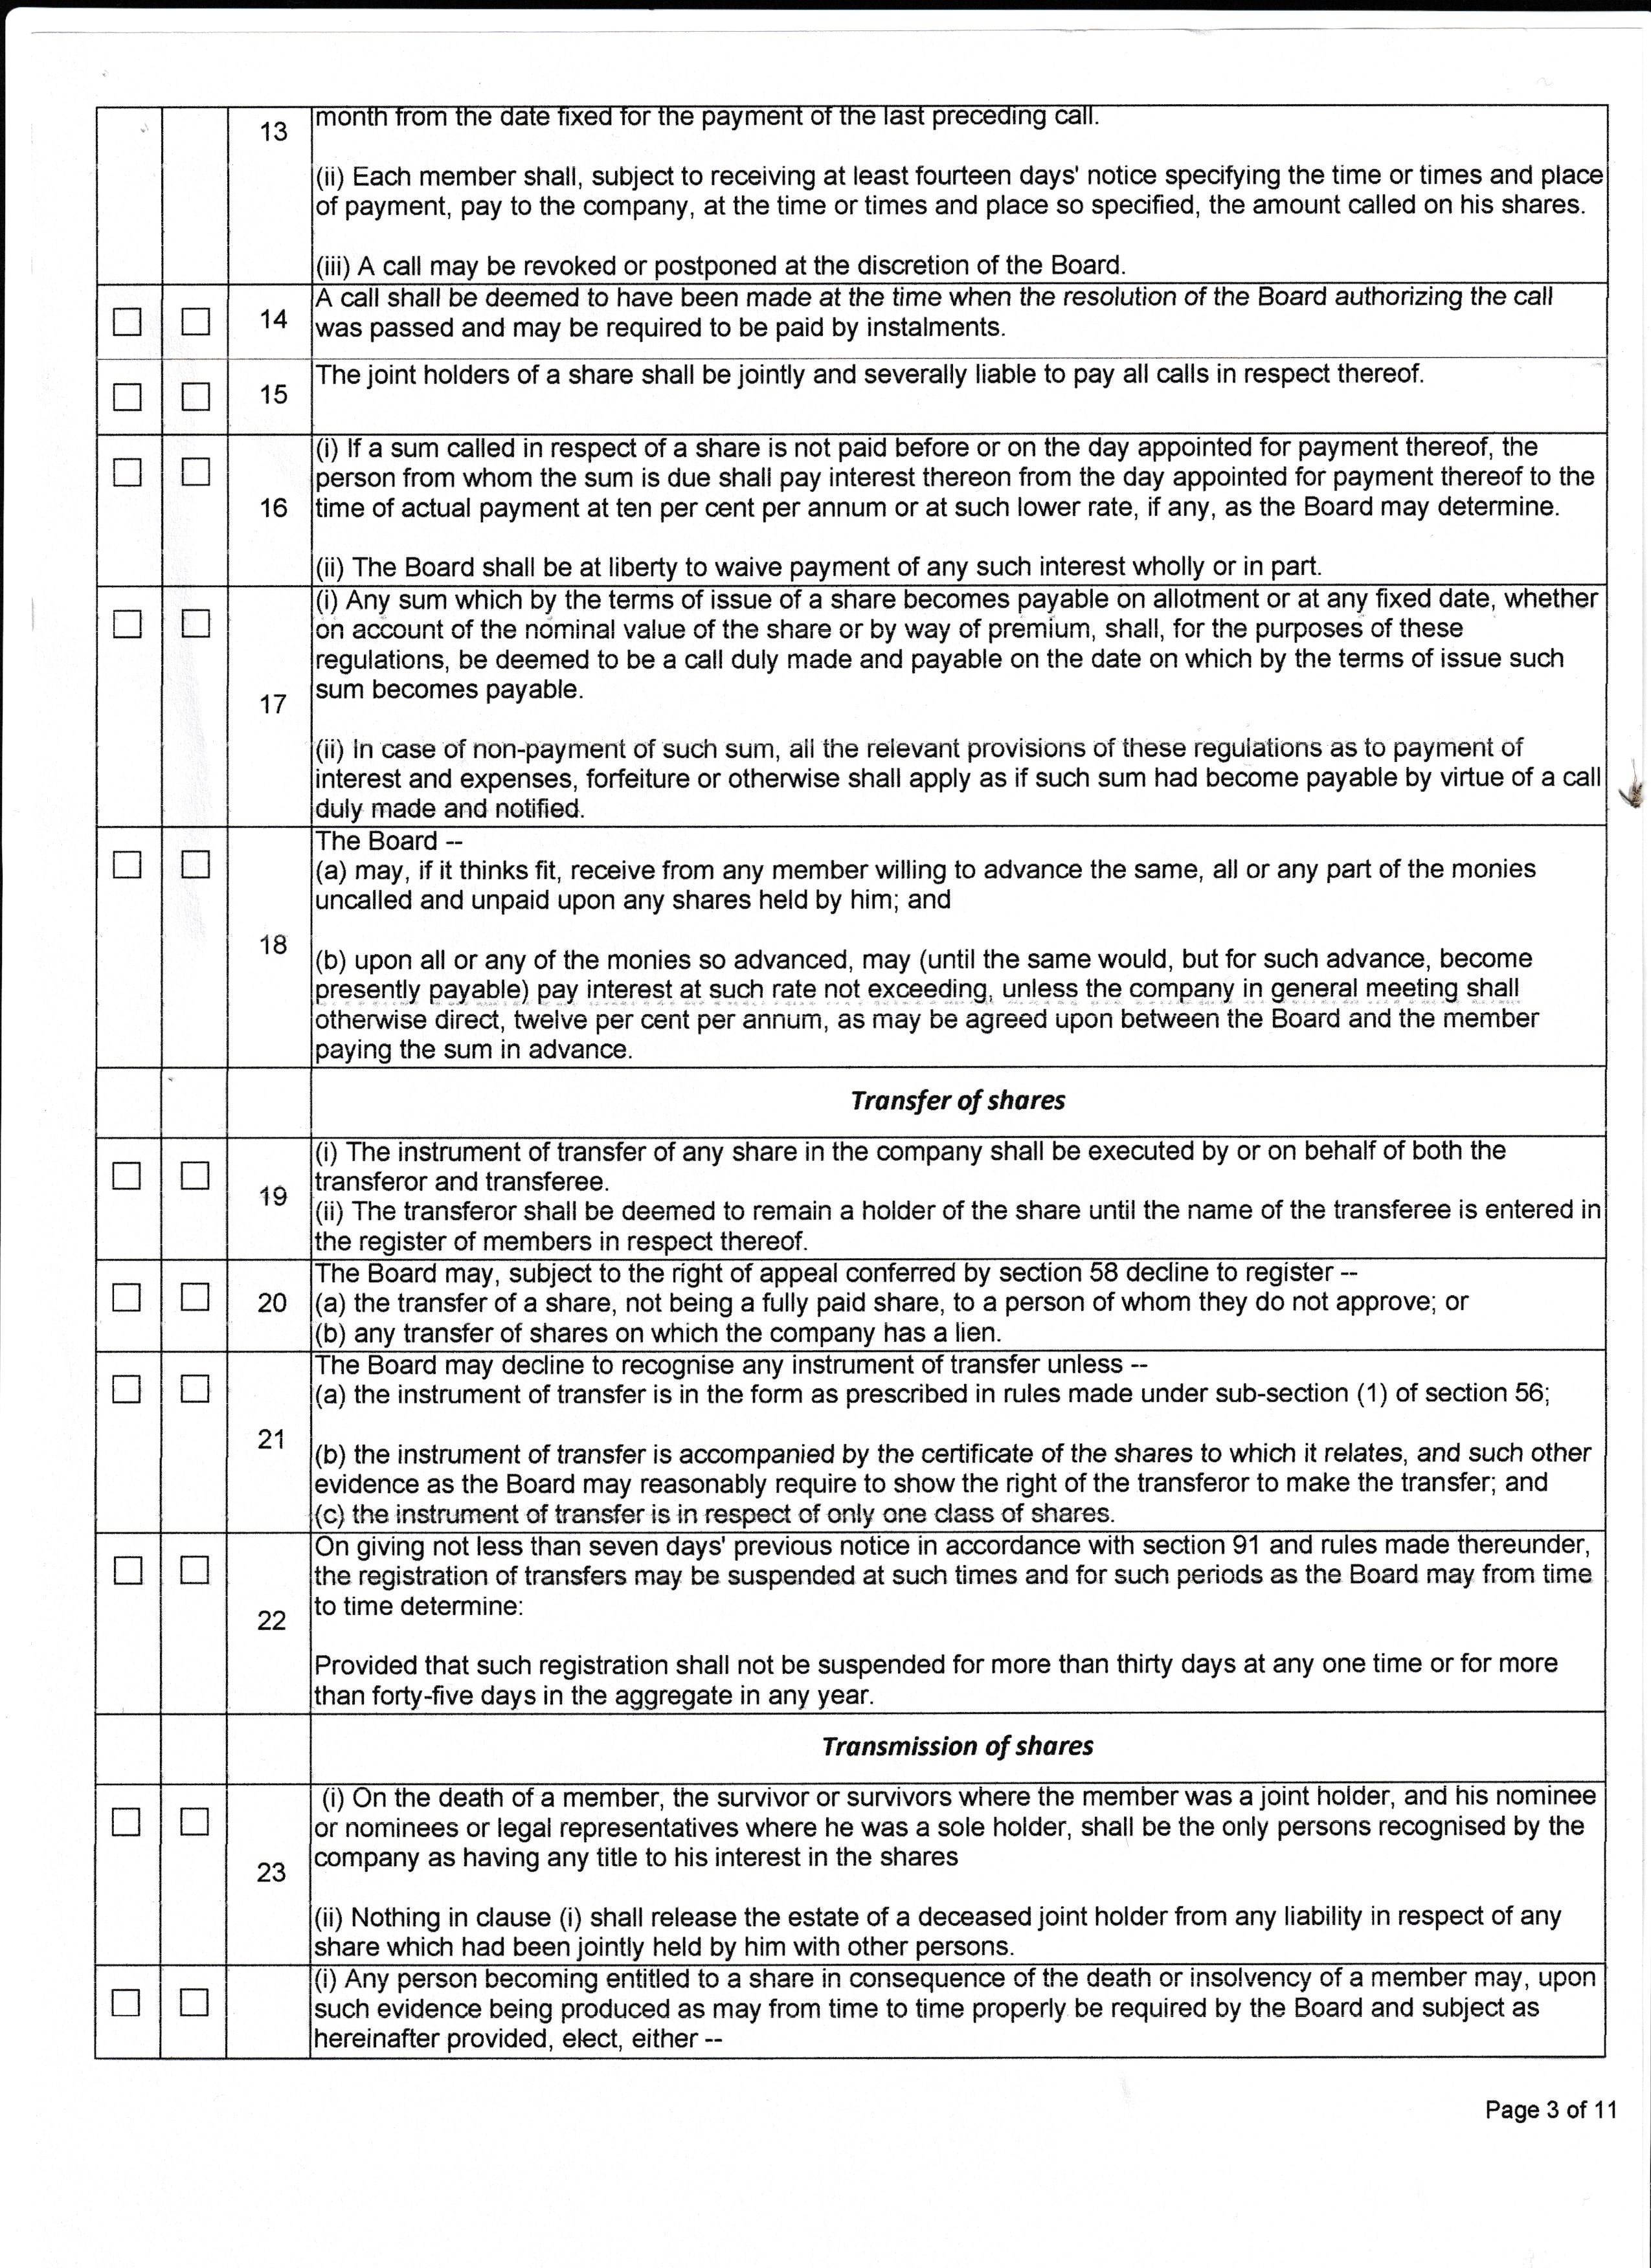 month from the date fixed for the payment of the last preceding call.
13
(ii) Each member shall, subject to receiving at least fourteen days' notice specifying the time or times and place
of payment, pay to the company, at the time or times and place so specified, the amount called on his shares.
(iii) A call may be revoked or postponed at the discretion of the Board.
A call shall be deemed to have been made at the time when the resolution of the Board authorizing the call
14
was passed and may be required to be paid by instalments.
The joint holders of a share shall be jointly and severally liable to pay all calls in respect thereof.
15
(i) If a sum called in respect of a share is not paid before or on the day appointed for payment thereof, the
person from whom the sum is due shall pay interest thereon from the day appointed for payment thereof to the
16
time of actual payment at ten per cent per annum or at such lower rate, if any, as the Board may determine.
(ii) The Board shall be at liberty to waive payment of any such interest wholly or in part.
(i) Any sum which by the terms of issue of a share becomes payable on allotment or at any fixed date, whether
on account of the nominal value of the share or by way of premium, shall, for the purposes of these
regulations, be deemed to be a call duly made and payable on the date on which by the terms of issue such
sum becomes payable.
17
(ii) In case of non-payment of such sum, all the relevant provisions of these regulations as to payment of
interest and expenses, forfeiture or otherwise shall apply as if such sum had become payable by virtue of a call
duly made and notified.
The Board --
(a) may, if it thinks fit, receive from any member willing to advance the same, all or any part of the monies
uncalled and unpaid upon any shares held by him; and
18
(b) upon all or any of the monies so advanced, may (until the same would, but for such advance, become
presently payable) pay interest at such rate not exceeding, unless the company in general meeting shall
otherwise direct, twelve per cent per annum, as may be agreed upon between the Board and the member
paying the sum in advance.
Transfer of shares
(i) The instrument of transfer of any share in the company shall be executed by or on behalf of both the
transferor and transferee.
19
(ii) The transferor shall be deemed to remain a holder of the share until the name of the transferee is entered in
the register of members in respect thereof.
The Board may, subject to the right of appeal conferred by section 58 decline to register --
20
(a) the transfer of a share, not being a fully paid share, to a person of whom they do not approve; or
(b) any transfer of shares on which the company has a lien.
The Board may decline to recognise any instrument of transfer unless --
(a) the instrument of transfer is in the form as prescribed in rules made under sub-section (1) of section 56;
21
(b) the instrument of transfer is accompanied by the certificate of the shares to which it relates, and such other
evidence as the Board may reasonably require to show the right of the transferor to make the transfer; and
(c) the instrument of transfer is in respect of only one class of shares.
On giving not less than seven days' previous notice in accordance with section 91 and rules made thereunder,
the registration of transfers may be suspended at such times and for such periods as the Board may from time
to time determine:
22
Provided that such registration shall not be suspended for more than thirty days at any one time or for more
than forty-five days in the aggregate in any year.
Transmission of shares
(i) On the death of a member, the survivor or survivors where the member was a joint holder, and his nominee
or nominees or legal representatives where he was a sole holder, shall be the only persons recognised by the
company as having any title to his interest in the shares
23
(ii) Nothing in clause (i) shall release the estate of a deceased joint holder from any liability in respect of any
share which had been jointly held by him with other persons.
(i) Any person becoming entitled to a share in consequence of the death or insolvency of a member may, upon
such evidence being produced as may from time to time properly be required by the Board and subject as
hereinafter provided, elect, either --
Page 3 of 11